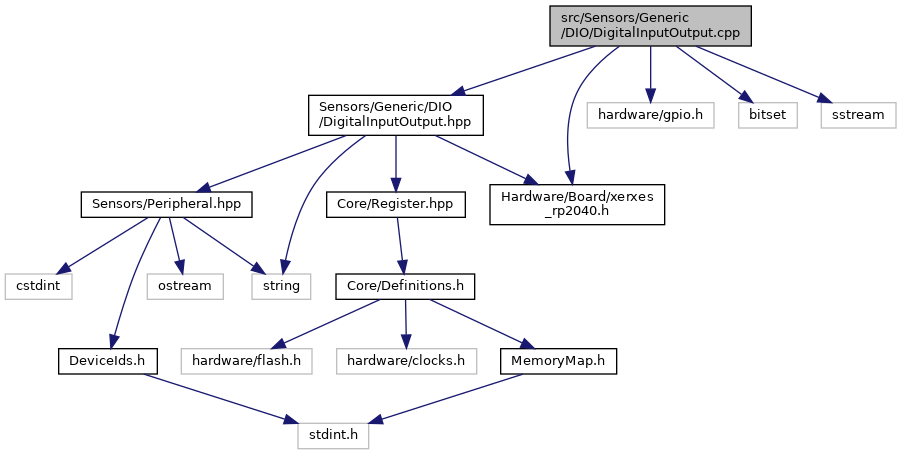 src/Sensors/Generic
/DIO/DigitalInputOutput.cpp
Sensors/Generic/DIO
/DigitalInputOutput.hpp
hardware/gpio.h
bitset
sstream
Sensors/Peripheral.hpp
Core/Register.hpp
Hardware/Board/xerxes
_rp2040.h
cstdint
ostream
string
Core/Definitions.h
DeviceIds.h
hardware/flash.h
hardware/clocks.h
MemoryMap.h
stdint.h